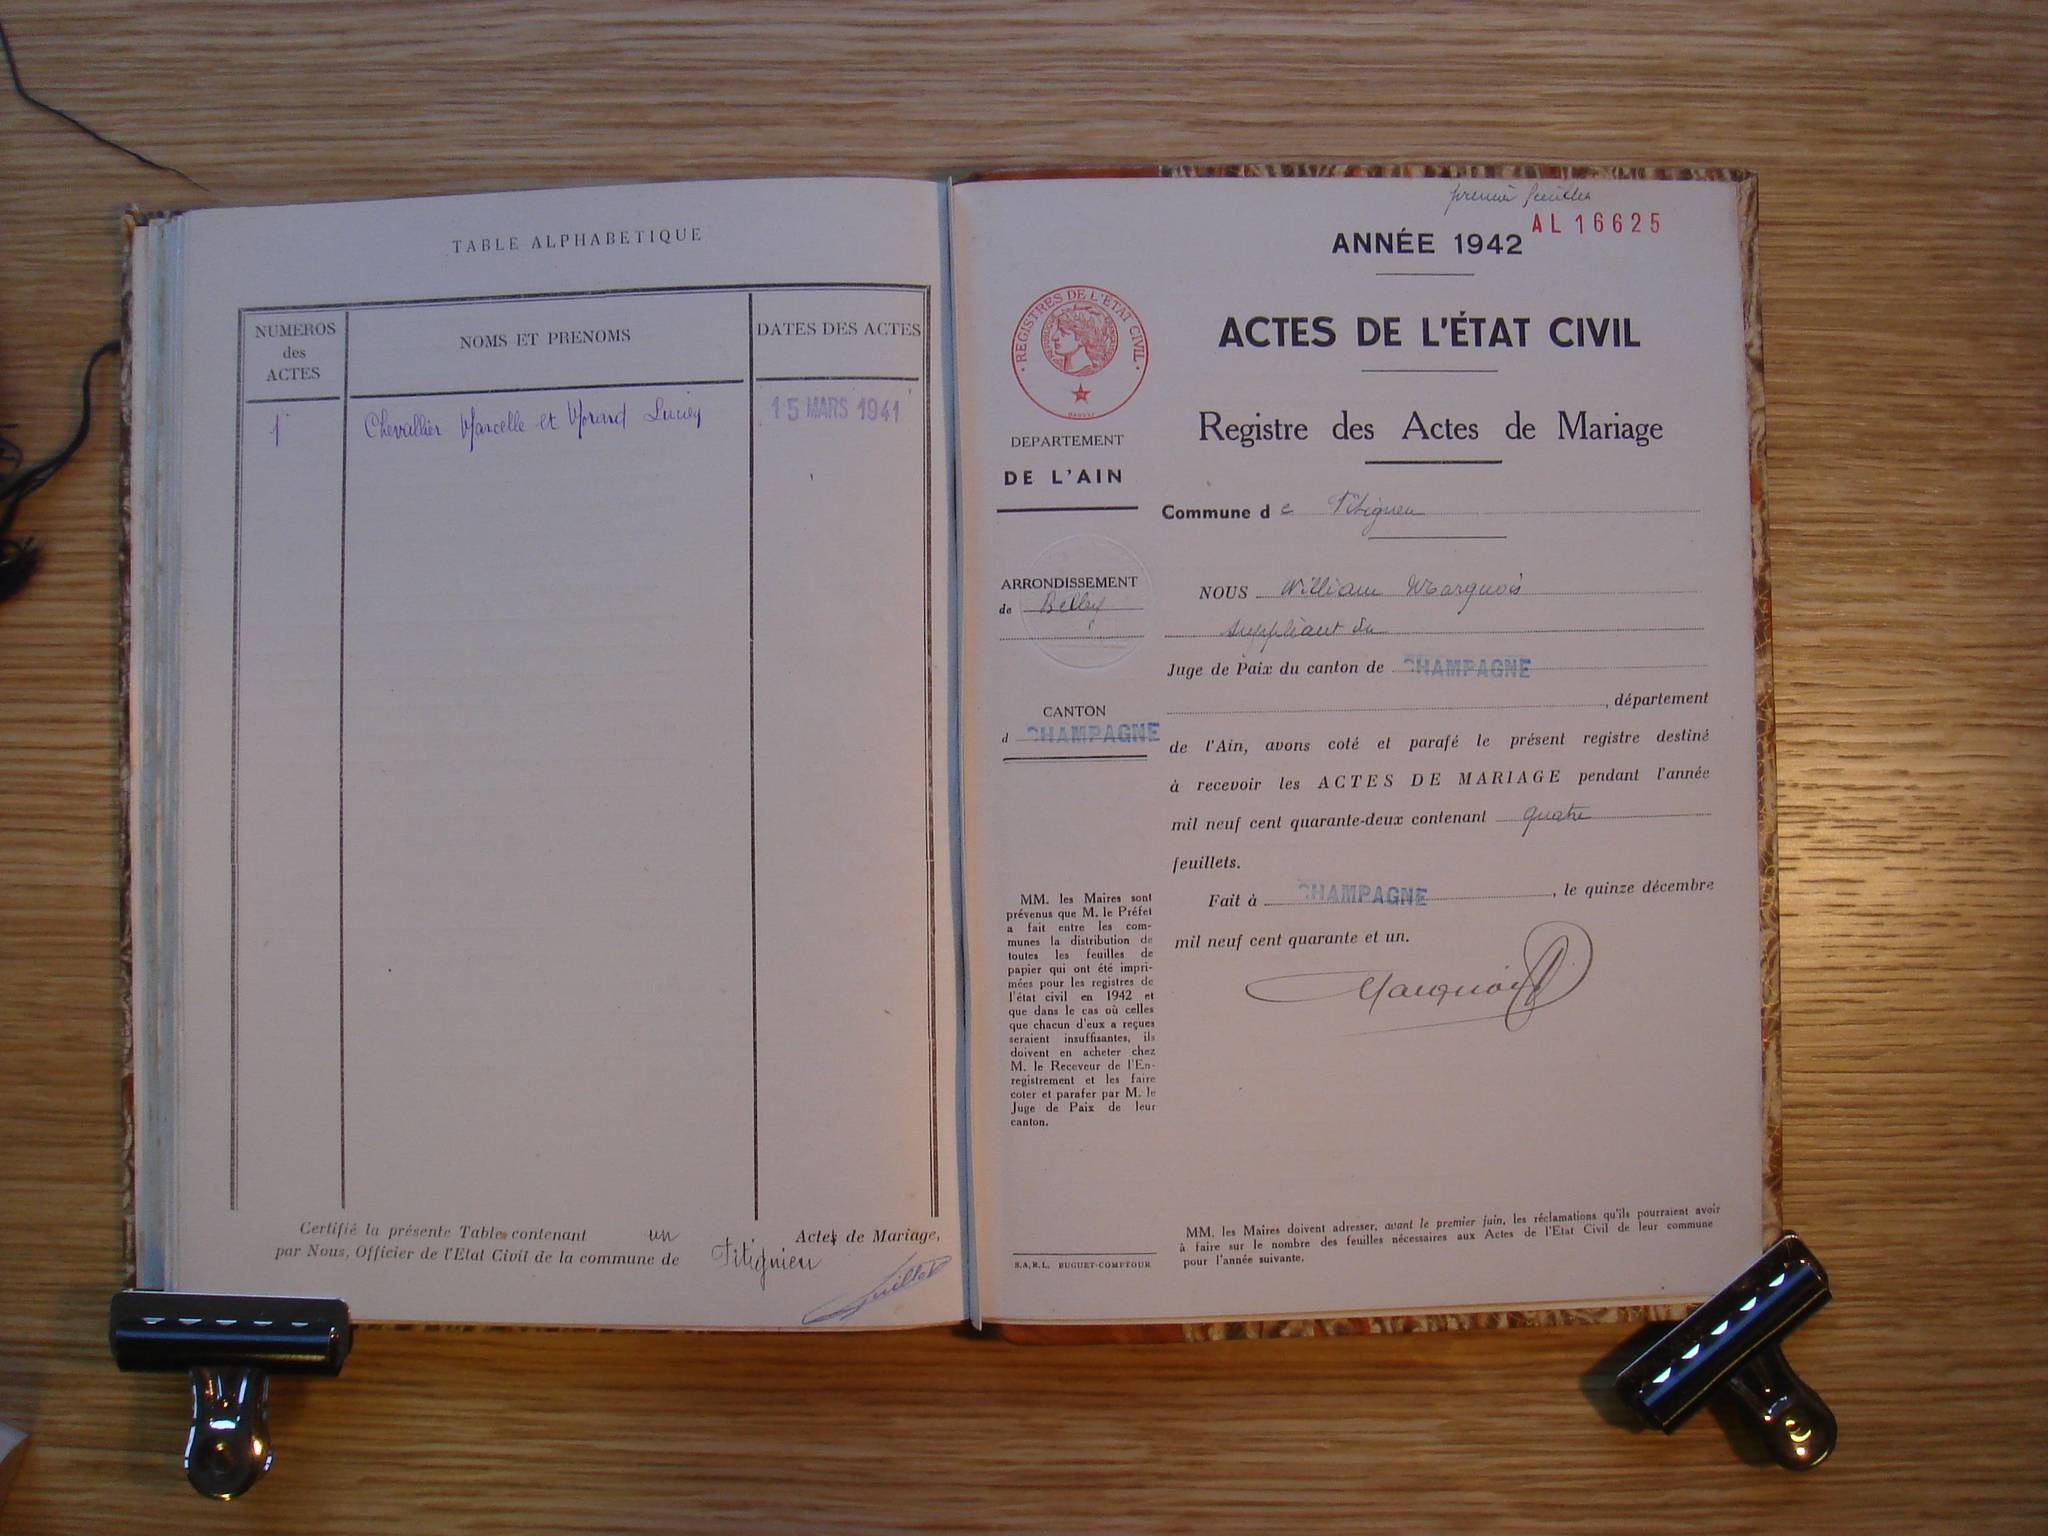 TABLE ALPHABETIQUE
NUMEROS
des
ACTES
NOMS ET PRENOMS
DATES DES ACTES
1
Chevallier Marcelle et Morard Lucien
15 MARS 1941
Certifié la présente Table contenant un Actes de Mariage,
par Nous, Officier de l'Etat Civil de la commune de Fitignieu
premier feuillet
AL 16625
ANNÉE 1942
ACTES DE L'ÉTAT CIVIL
Registre des Actes de Mariage
· REGISTRES DE L'ÉTAT CIVIL ·
DEPARTEMENT
DE L'AIN
Commune de Fitignieu
ARRONDISSEMENT
de Belley
CANTON
d CHAMPAGNE
NOUS William Marquois
suppléant du
Juge de Paix du canton de CHAMPAGNE
, département
de l'Ain, avons coté et parafé le présent registre destiné
à recevoir les ACTES DE MARIAGE pendant l'année
mil neuf cent quarante-deux contenant quatre
feuillets.
Fait à CHAMPAGNE, le quinze décembre
mil neuf cent quarante et un.
MM. les Maires sont
prévenus que M. le Préfet
a fait entre les com-
munes la distribution de
toutes les feuilles de
papier qui ont été impri-
mées pour les registres de
l'état civil en 1942 et
que dans le cas où celles
que chacun d'eux a reçues
seraient insuffisantes, ils
doivent en acheter chez
M. le Receveur de l'En-
registrement et les faire
coter et parafer par M. le
Juge de Paix de leur
canton.
S.A.R.L. BUGUET-COMPTOUR
MM. les Maires doivent adresser, avant le premier juin, les réclamations qu'ils pourraient avoir
à faire sur le nombre des feuilles nécessaires aux Actes de l'Etat Civil de leur commune
pour l'année suivante.